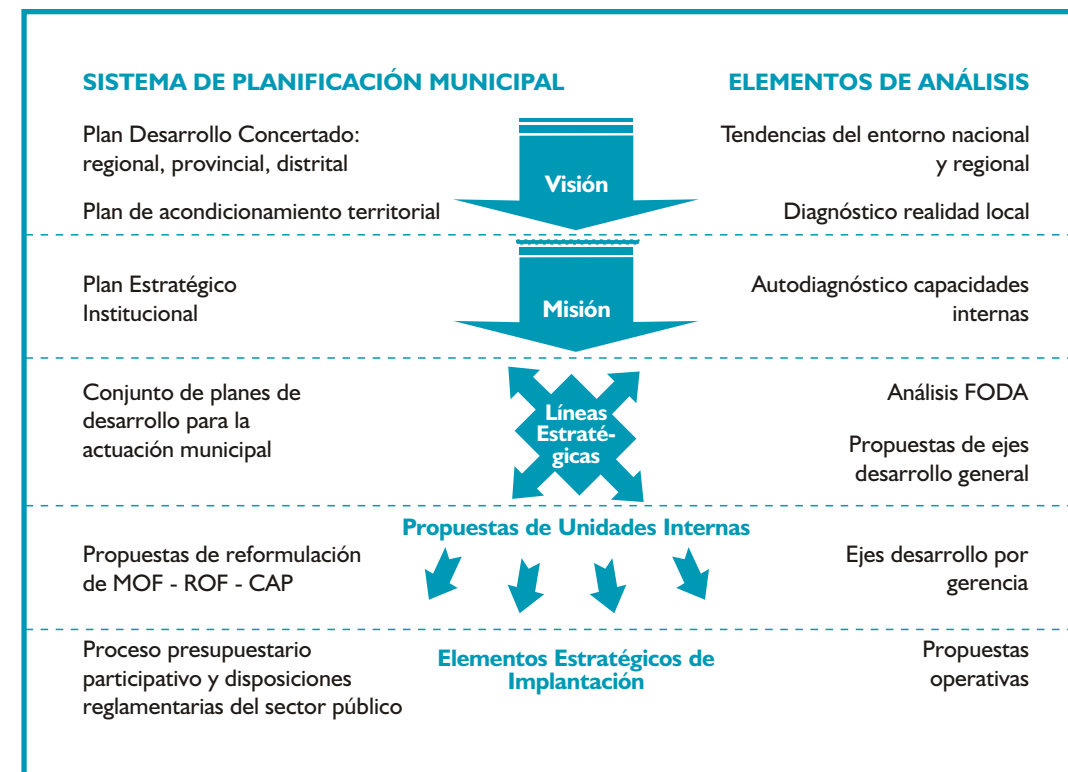 SISTEMA DE PLANIFICACIÓN MUNICIPAL
ELEMENTOS DE ANÁLISIS
Plan Desarrollo Concertado:
regional, provincial, distrital
Plan de acondicionamiento territorial
Visión
Tendencias del entorno nacional
y regional
Diagnóstico realidad local
Plan Estratégico
Institucional
Misión
Autodiagnóstico capacidades
internas
Conjunto de planes de
desarrollo para la
actuación municipal
Líneas
Estraté-
gicas
Análisis FODA
Propuestas de ejes
desarrollo general
Propuestas de Unidades Internas
Propuestas de reformulación
de MOF - ROF - CAP
Ejes desarrollo por
gerencia
Proceso presupuestario
participativo y disposiciones
reglamentarias del sector público
Elementos Estratégicos de
Implantación
Propuestas
operativas